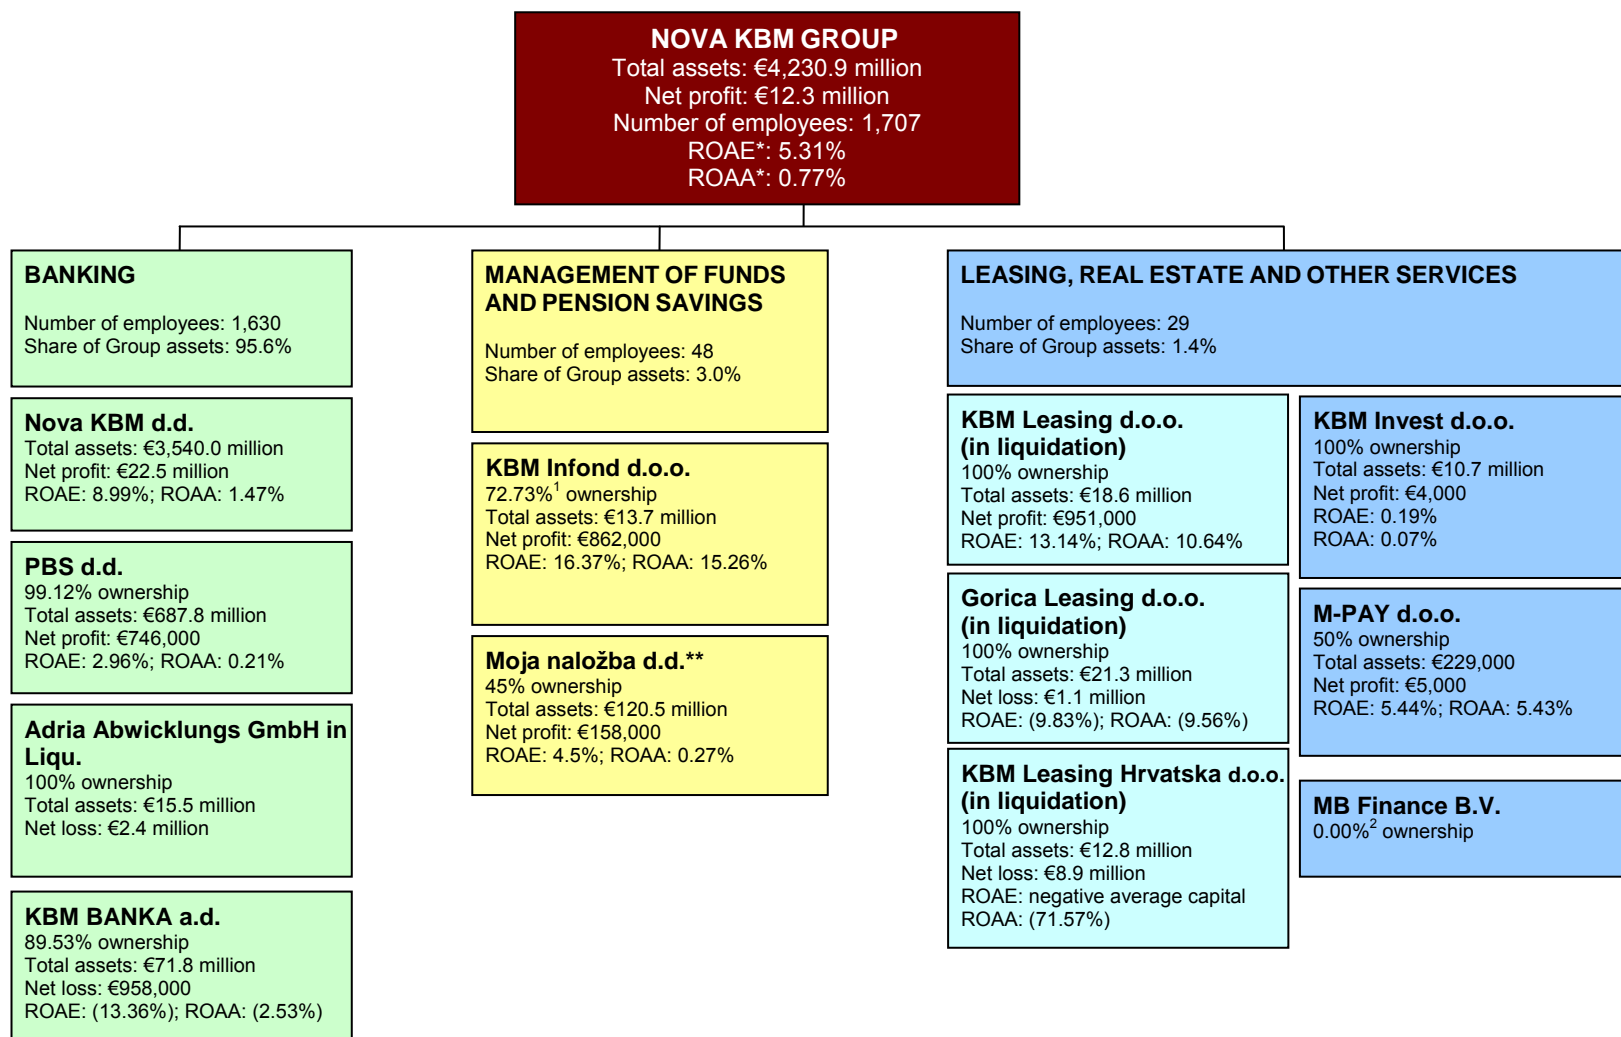 NOVA KBM GROUP
Total assets: €4,230.9 million
Net profit: €12.3 million
Number of employees: 1,707
ROAE*: 5.31%
ROAA*: 0.77%
BANKING
Number of employees: 1,630
Share of Group assets: 95.6%
Nova KBM d.d.
Total assets: €3,540.0 million
Net profit: €22.5 million
ROAE: 8.99%; ROAA: 1.47%
PBS d.d.
99.12% ownership
Total assets: €687.8 million
Net profit: €746,000
ROAE: 2.96%; ROAA: 0.21%
Adria Abwicklungs GmbH in
Liqu.
100% ownership
Total assets: €15.5 million
Net loss: €2.4 million
KBM BANKA a.d.
89.53% ownership
Total assets: €71.8 million
Net loss: €958,000
ROAE: (13.36%); ROAA: (2.53%)
MANAGEMENT OF FUNDS
AND PENSION SAVINGS
Number of employees: 48
Share of Group assets: 3.0%
KBM Infond d.o.o.
72.73%¹ ownership
Total assets: €13.7 million
Net profit: €862,000
ROAE: 16.37%; ROAA: 15.26%
Moja naložba d.d.**
45% ownership
Total assets: €120.5 million
Net profit: €158,000
ROAE: 4.5%; ROAA: 0.27%
LEASING, REAL ESTATE AND OTHER SERVICES
Number of employees: 29
Share of Group assets: 1.4%
KBM Leasing d.o.o.
(in liquidation)
100% ownership
Total assets: €18.6 million
Net profit: €951,000
ROAE: 13.14%; ROAA: 10.64%
Gorica Leasing d.o.o.
(in liquidation)
100% ownership
Total assets: €21.3 million
Net loss: €1.1 million
ROAE: (9.83%); ROAA: (9.56%)
KBM Leasing Hrvatska d.o.o.
(in liquidation)
100% ownership
Total assets: €12.8 million
Net loss: €8.9 million
ROAE: negative average capital
ROAA: (71.57%)
KBM Invest d.o.o.
100% ownership
Total assets: €10.7 million
Net profit: €4,000
ROAE: 0.19%
ROAA: 0.07%
M-PAY d.o.o.
50% ownership
Total assets: €229,000
Net profit: €5,000
ROAE: 5.44%; ROAA: 5.43%
MB Finance B.V.
0.00%² ownership